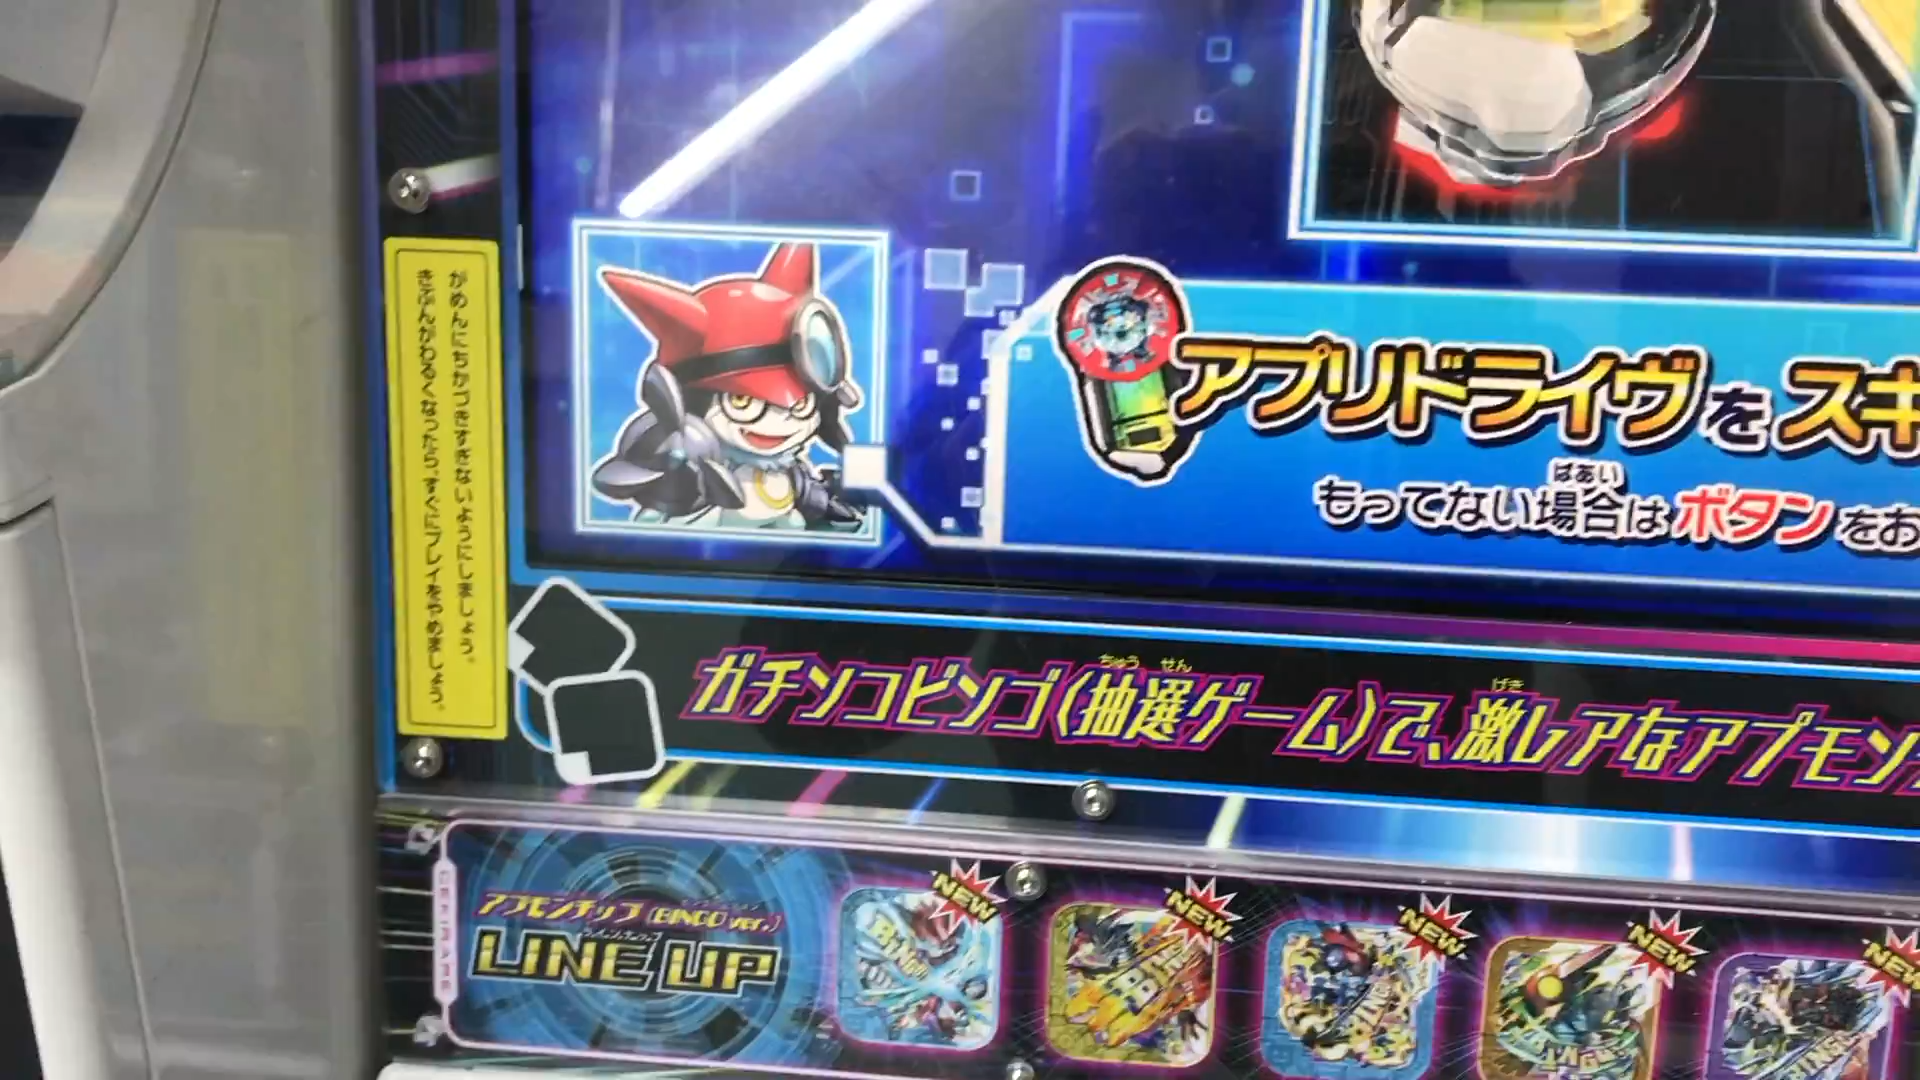 がめんにちかづきすぎないようにしましょう。
きぶんがわるくなったら、すぐにプレイをやめましょう。
アプリドライヴをスキ
ばあい
もってない場合はボタンをお
ちゅう せん
げき
ガチンコビンゴ(抽選ゲーム)で、激レアなアプモン
アプモンチップ(BINGO ver.)
LINE UP
NEW
NEW
NEW
NEW
NEW